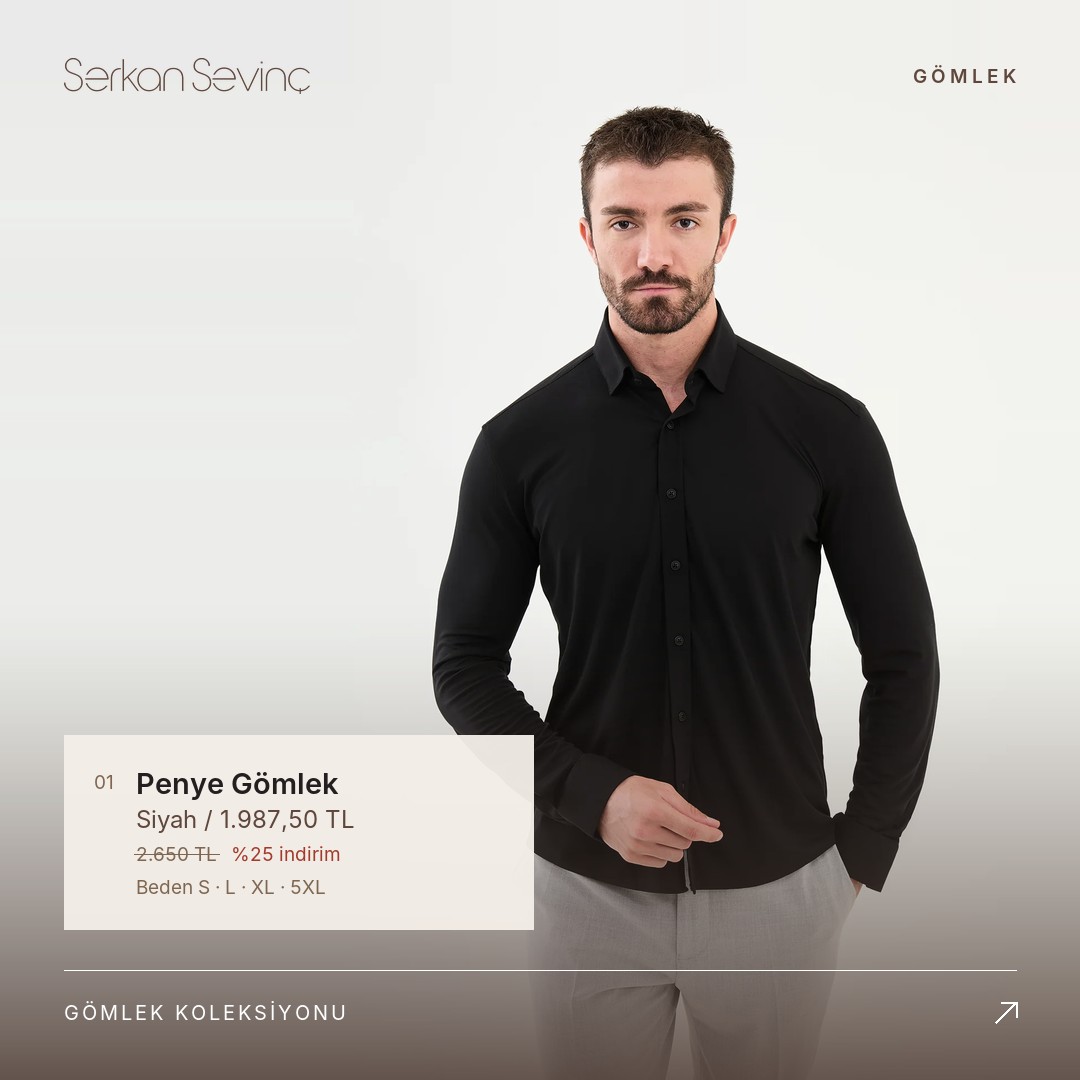 Serkan Sevinç
GÖMLEK
01 Penye Gömlek
Siyah / 1.987,50 TL
2.650 TL %25 indirim
Beden S · L · XL · 5XL
GÖMLEK KOLEKSİYONU